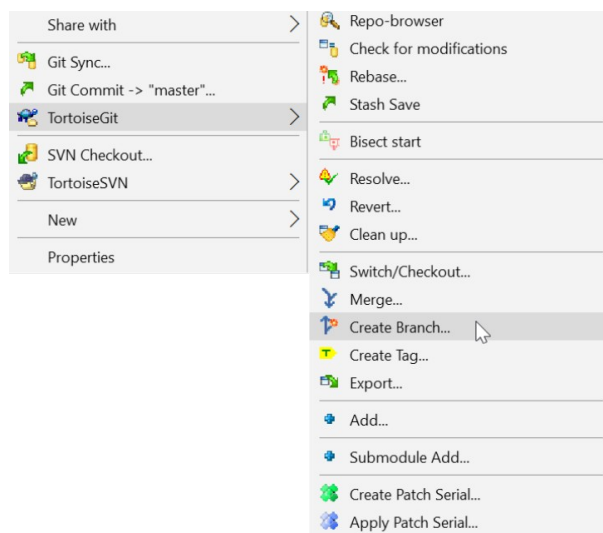 Share with
Git Sync...
Git Commit -> "master"...
TortoiseGit
SVN Checkout...
TortoiseSVN
New
Properties
Repo-browser
Check for modifications
Rebase...
Stash Save
Bisect start
Resolve...
Revert...
Clean up...
Switch/Checkout...
Merge...
Create Branch...
Create Tag...
Export...
Add...
Submodule Add...
Create Patch Serial...
Apply Patch Serial...